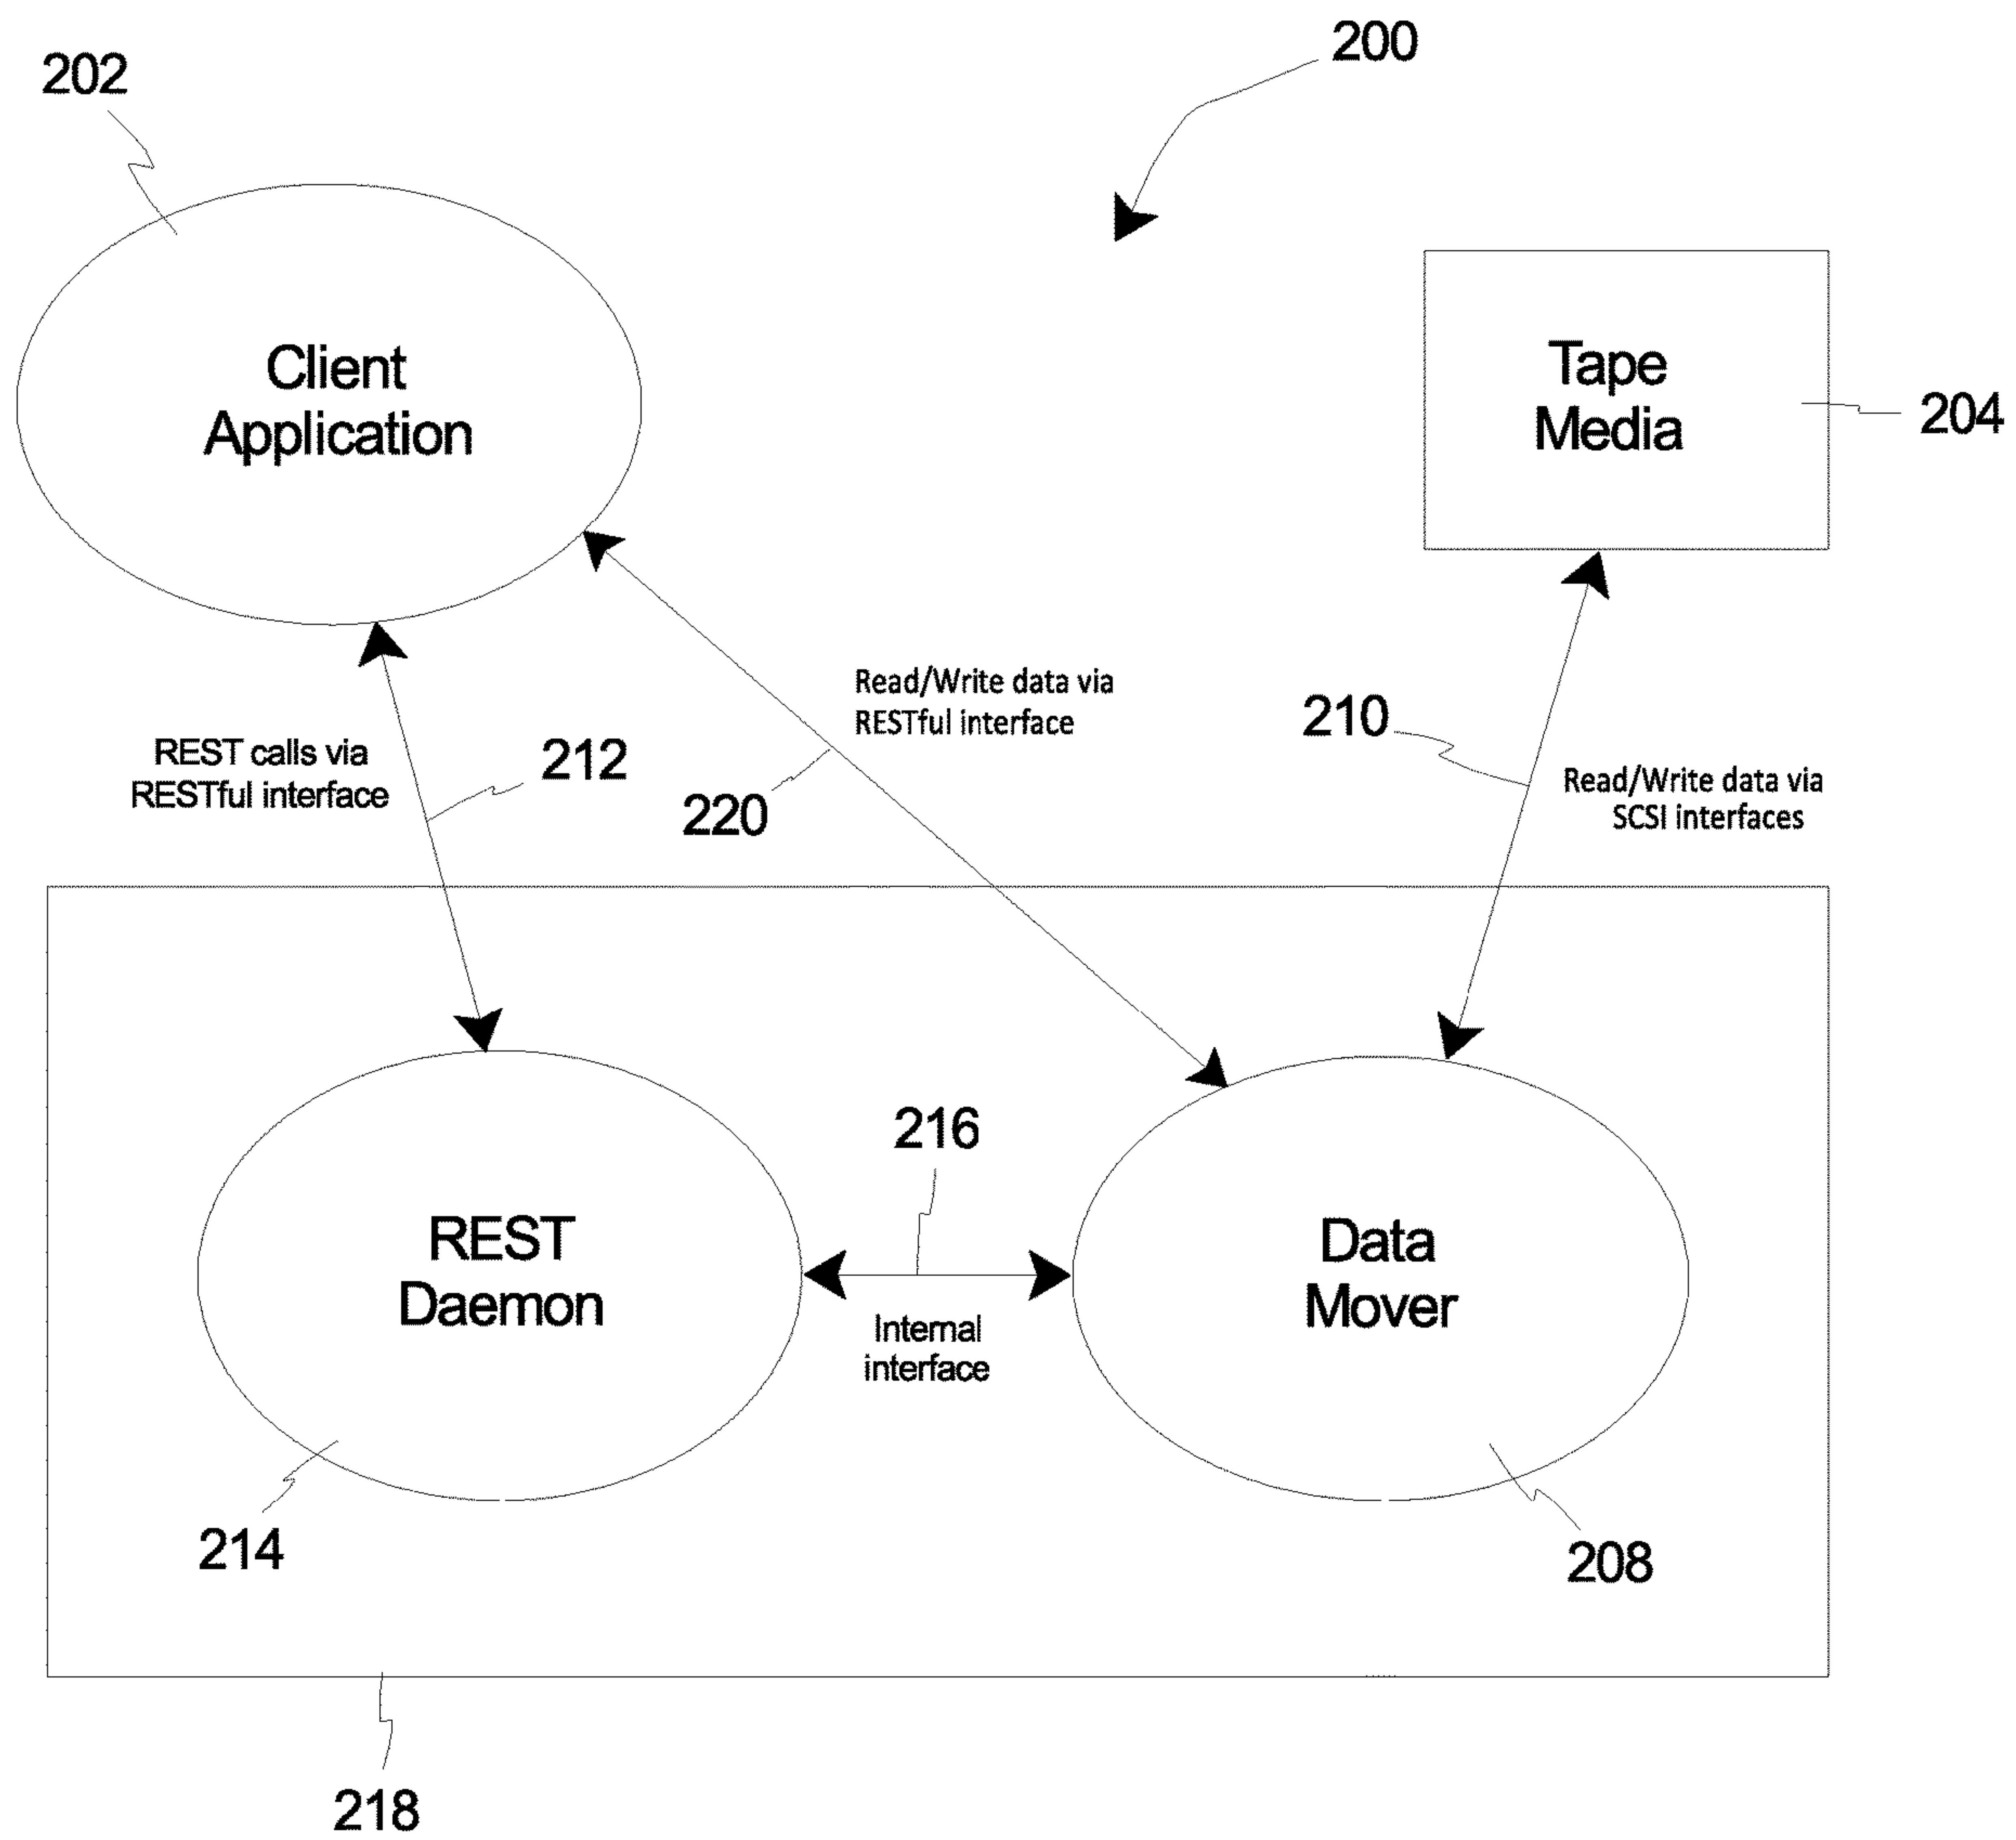 200
202
Client
Application
Tape
Media
204
Read/Write data via
RESTful interface
210
REST calls via
RESTful interface
212
220
Read/Write data via
SCSI interfaces
216
REST
Daemon
Data
Mover
Internal
interface
214
208
218